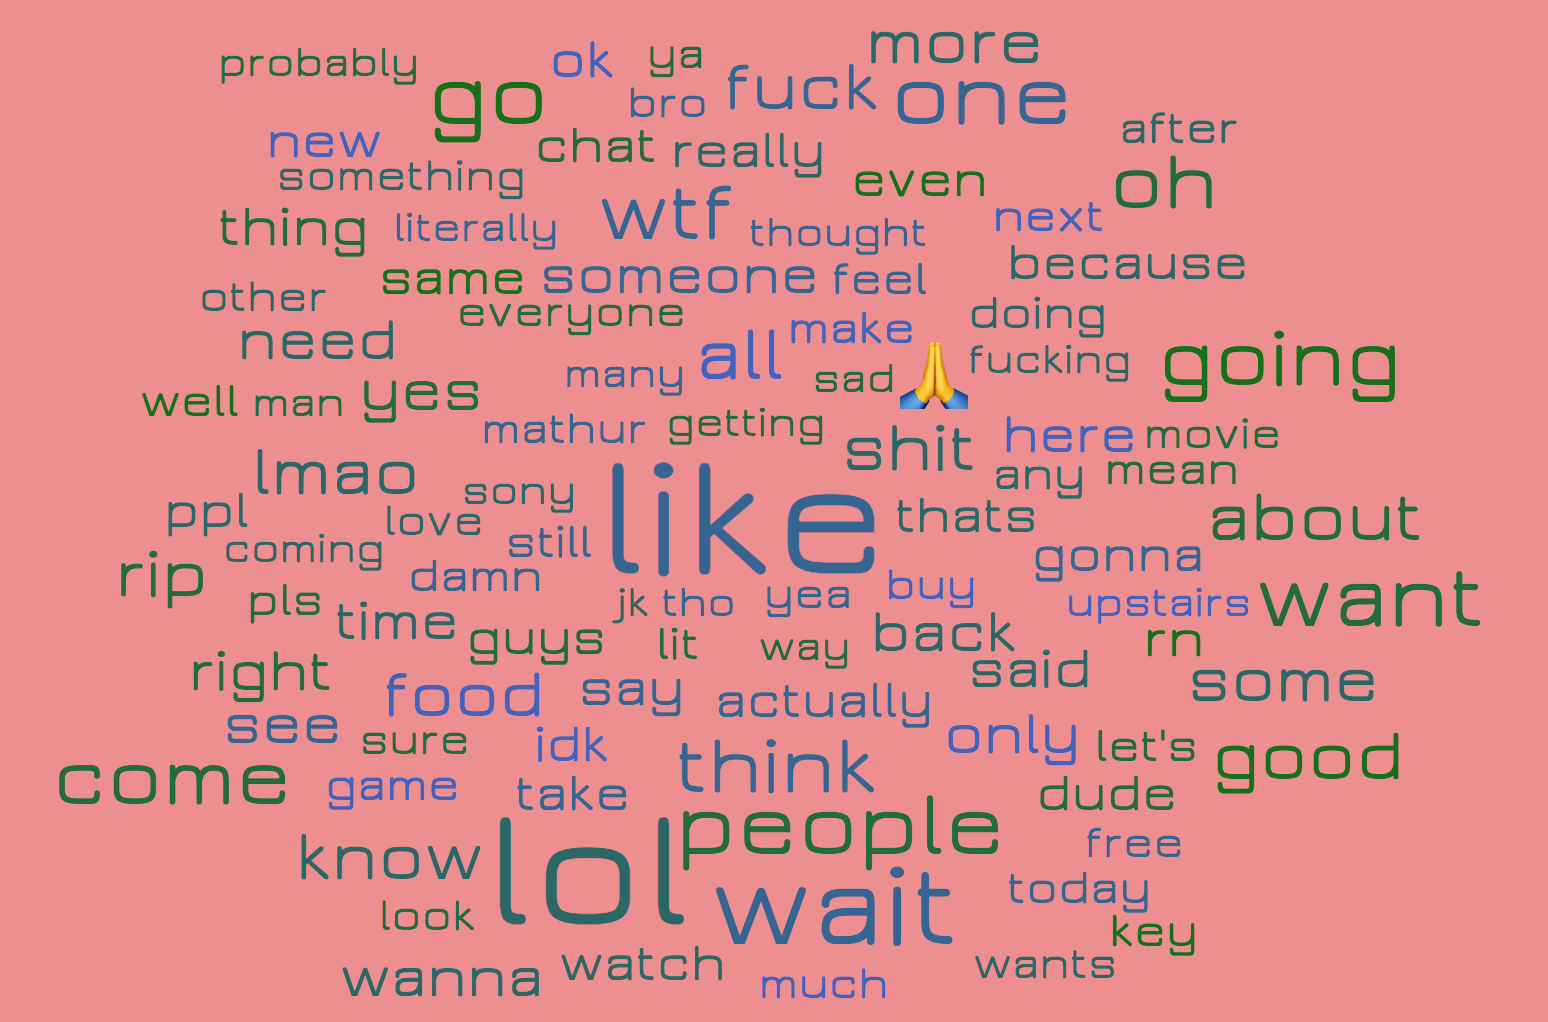 more
probably ok ya
go bro fuck one
new chat really after
something even oh
thing literally wtf thought next
same someone feel because
other everyone doing
need all make
many sad 🙏 fucking going
well man yes
mathur getting shit here movie
lmao any mean
ppl sony like thats about
love
coming still gonna
rip damn yea buy want
pls jk tho upstairs
time guys lit way back rn
right said some
food say actually
see sure idk only let's
come think good
game take dude
people
know lol free
wait today
look key
wanna watch much wants